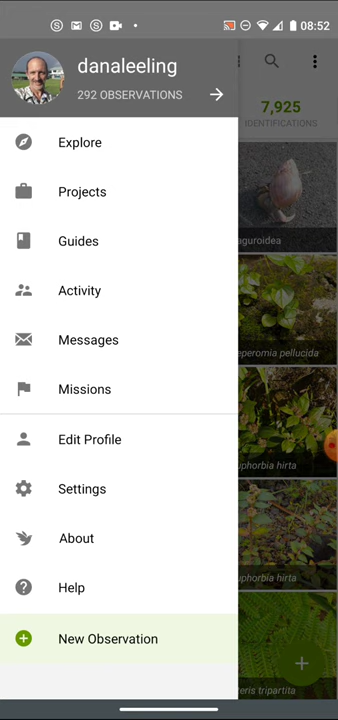 08:52
danaleeling
292 OBSERVATIONS
7,925
IDENTIFICATIONS
Explore
Projects
Guides
aguroidea
Activity
Messages
eperomia pellucida
Missions
Edit Profile
uphorbia hirta
Settings
About
uphorbia hirta
Help
New Observation
teris tripartita